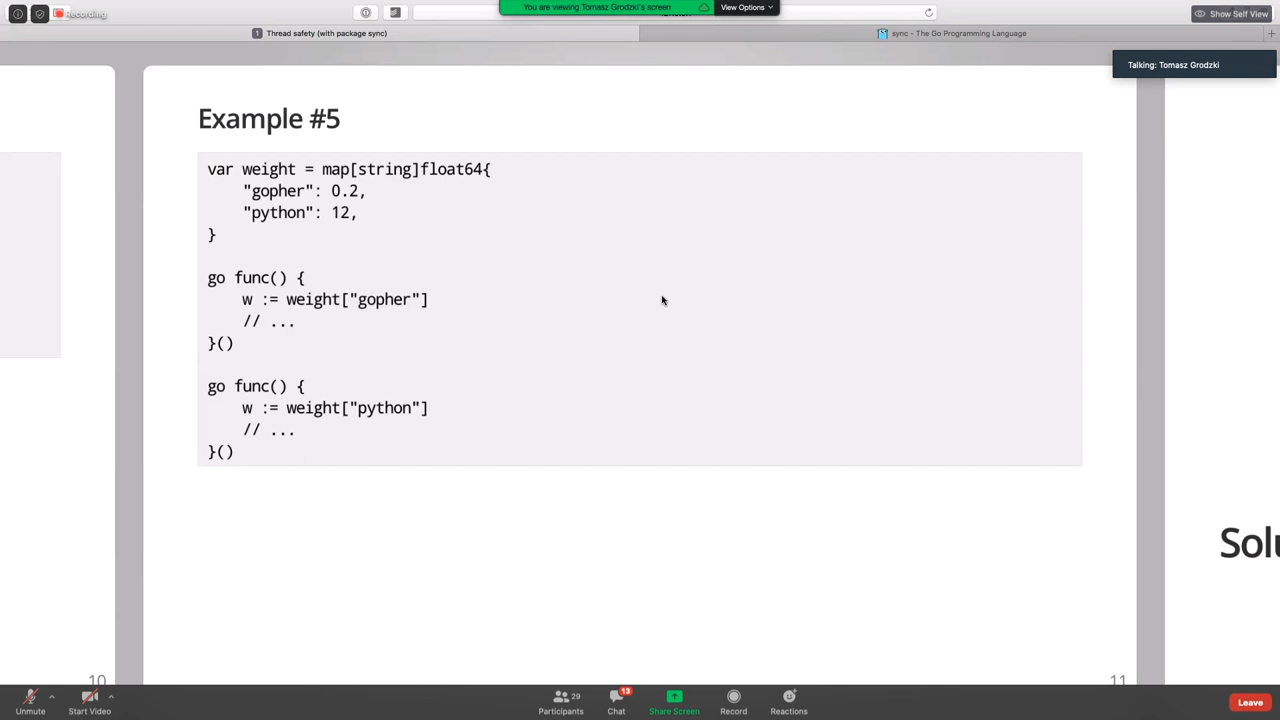 Recording
You are viewing Tomasz Grodzki's screen
View Options
Show Self View
1 Thread safety (with package sync)
sync - The Go Programming Language
Talking: Tomasz Grodzki
Example #5
var weight = map[string]float64{
"gopher": 0.2,
"python": 12,
}
go func() {
w := weight["gopher"]
// ...
}()
go func() {
w := weight["python"]
// ...
}()
Solu
10
11
Unmute
Start Video
Participants
29
Chat
13
Share Screen
Record
Reactions
Leave